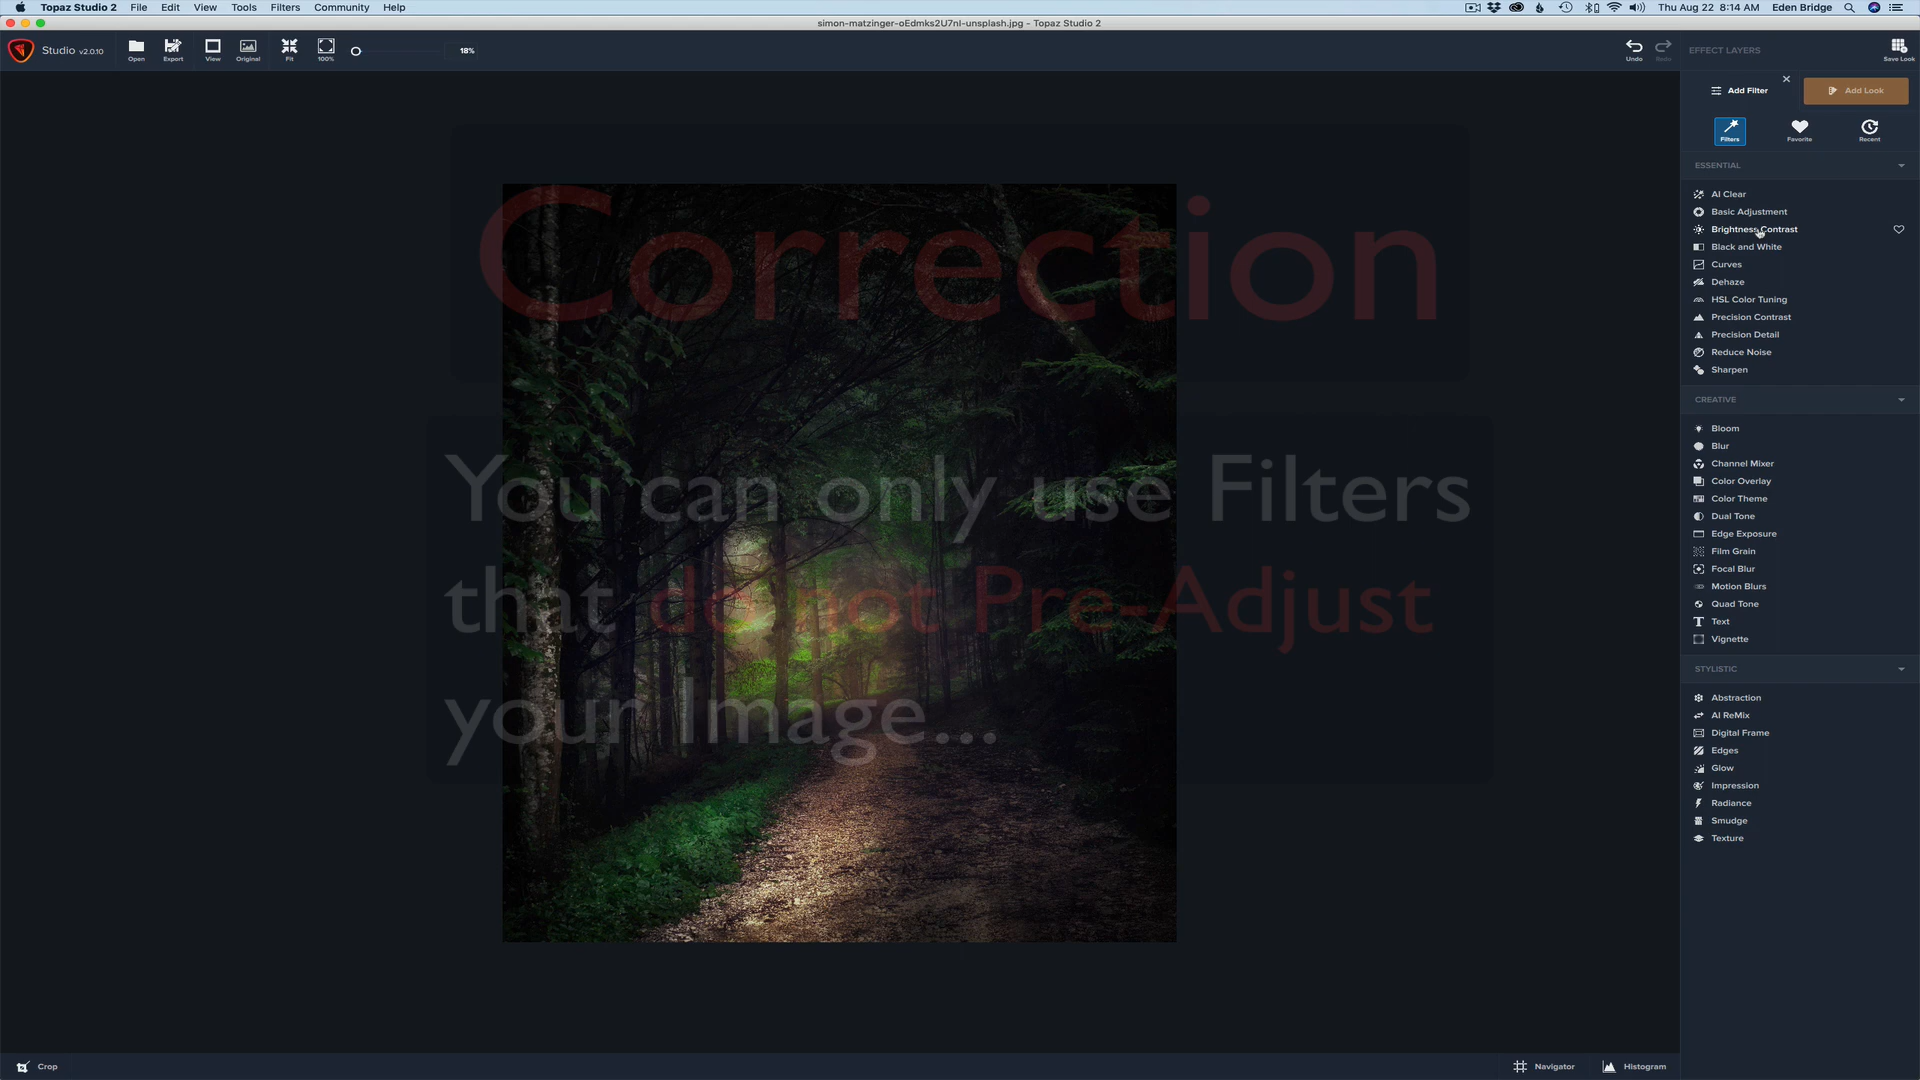 Topaz Studio 2 File Edit View Tools Filters Community Help
Thu Aug 22 8:14 AM Eden Bridge
simon-matzinger-oEdmks2U7nI-unsplash.jpg - Topaz Studio 2
Studio v2.0.10
Open
Export
View
Original
Fit
100%
18%
Undo
Redo
EFFECT LAYERS
Save Look
Add Filter
Add Look
Filters
Favorite
Recent
ESSENTIAL
AI Clear
Basic Adjustment
Brightness Contrast
Black and White
Curves
Dehaze
HSL Color Tuning
Precision Contrast
Precision Detail
Reduce Noise
Sharpen
CREATIVE
Bloom
Blur
Channel Mixer
Color Overlay
Color Theme
Dual Tone
Edge Exposure
Film Grain
Focal Blur
Motion Blurs
Quad Tone
Text
Vignette
STYLISTIC
Abstraction
AI ReMix
Digital Frame
Edges
Glow
Impression
Radiance
Smudge
Texture
Correction
You can only use Filters
that do not Pre-Adjust
your Image...
Crop
Navigator
Histogram